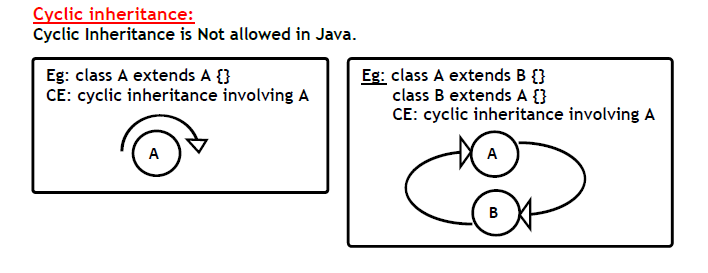 Cyclic inheritance:
Cyclic Inheritance is Not allowed in Java.
Eg: class A extends A {}
CE: cyclic inheritance involving A
A
Eg: class A extends B {}
class B extends A {}
CE: cyclic inheritance involving A
A
B